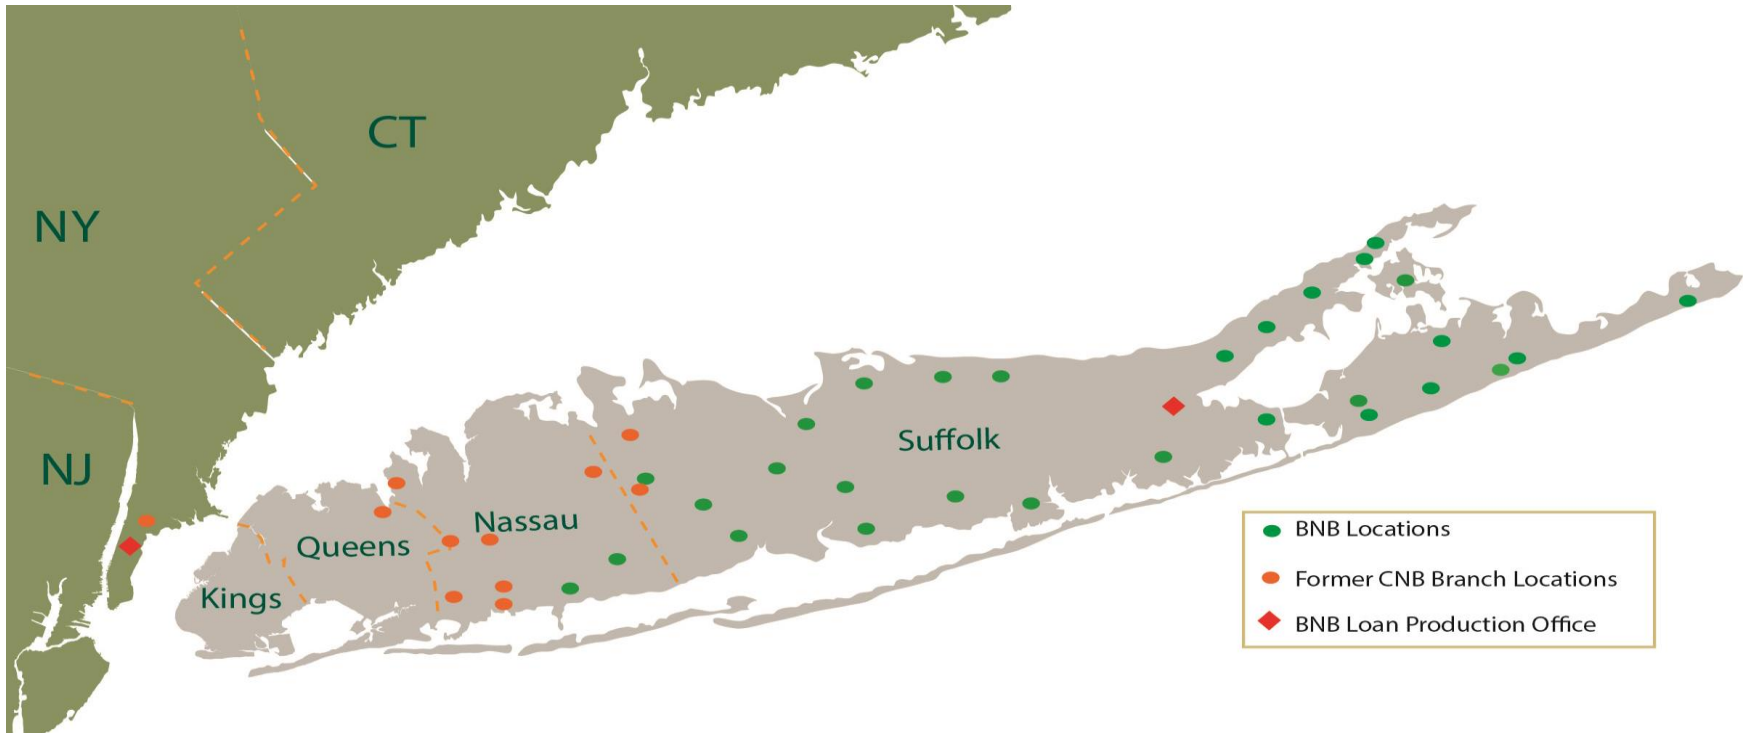 CT
NY
NJ
Suffolk
Nassau
Queens
Kings
BNB Locations
Former CNB Branch Locations
BNB Loan Production Office